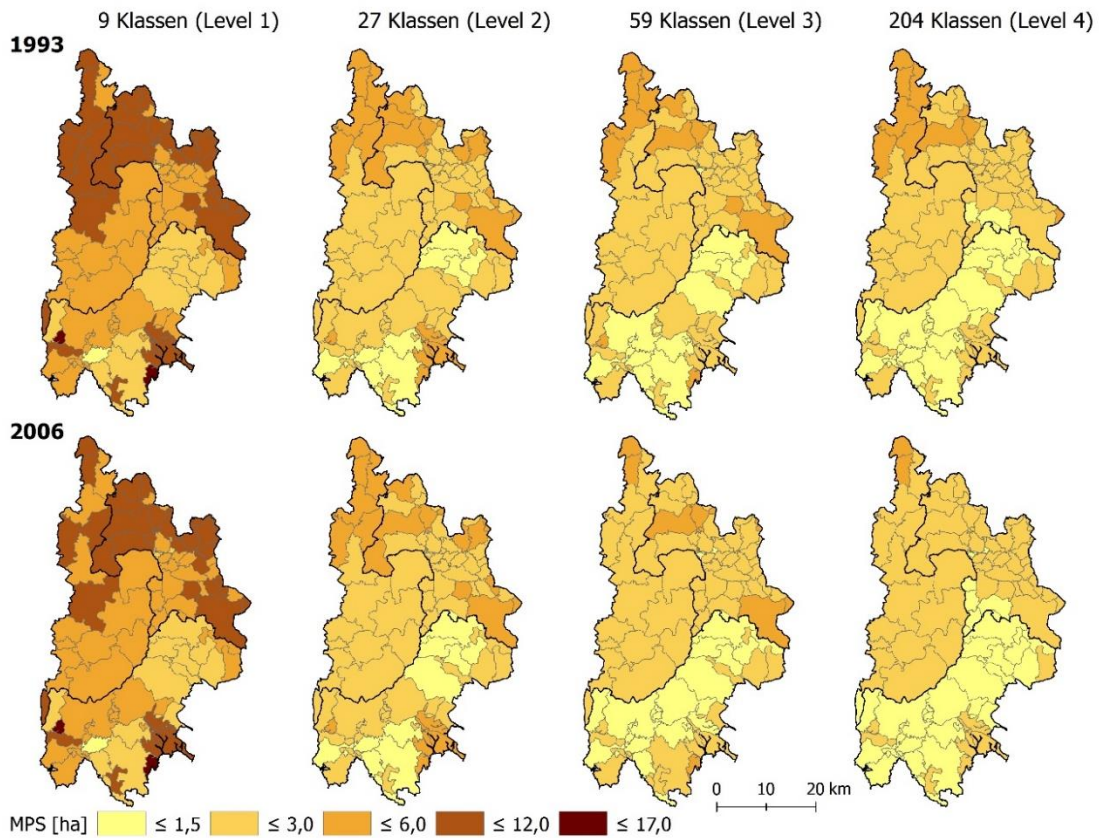 9 Klassen (Level 1) 27 Klassen (Level 2) 59 Klassen (Level 3) 204 Klassen (Level 4)
1993
2006
0 10 20 km
MPS [ha] ≤ 1,5 ≤ 3,0 ≤ 6,0 ≤ 12,0 ≤ 17,0